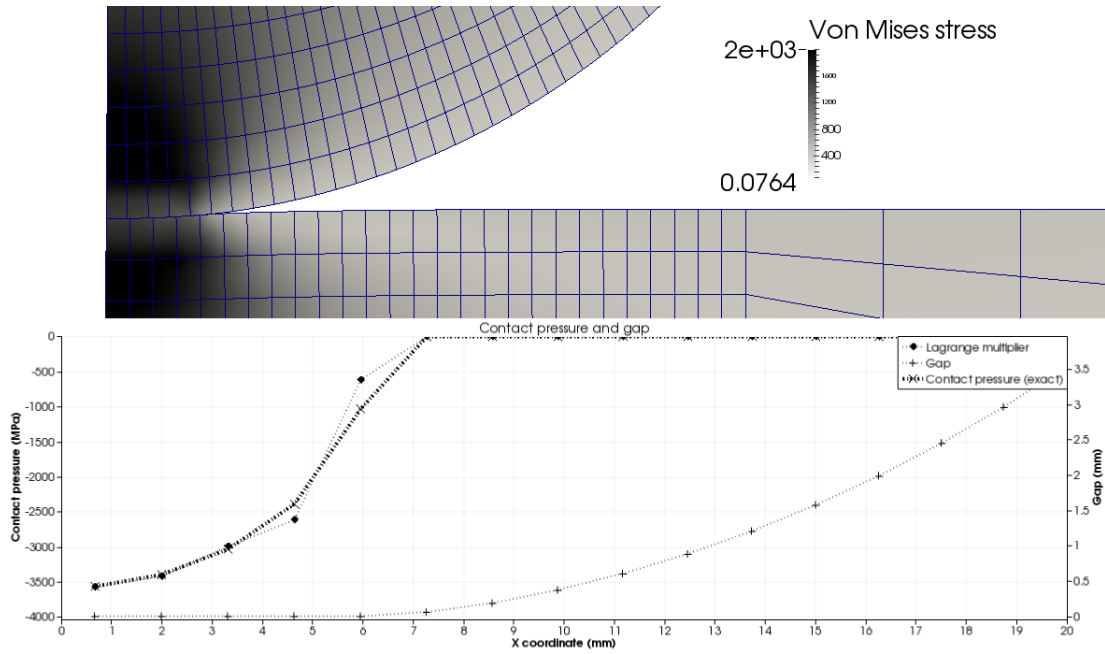 Von Mises stress
2e+03
1600
1200
800
400
0.0764
Contact pressure and gap
Lagrange multiplier
Gap
Contact pressure (exact)
Contact pressure (MPa)
0
-500
-1000
-1500
-2000
-2500
-3000
-3500
-4000
3.5
3
2.5
2
1.5
1
0.5
0
Gap (mm)
0 1 2 3 4 5 6 7 8 9 10 11 12 13 14 15 16 17 18 19 20
X coordinate (mm)